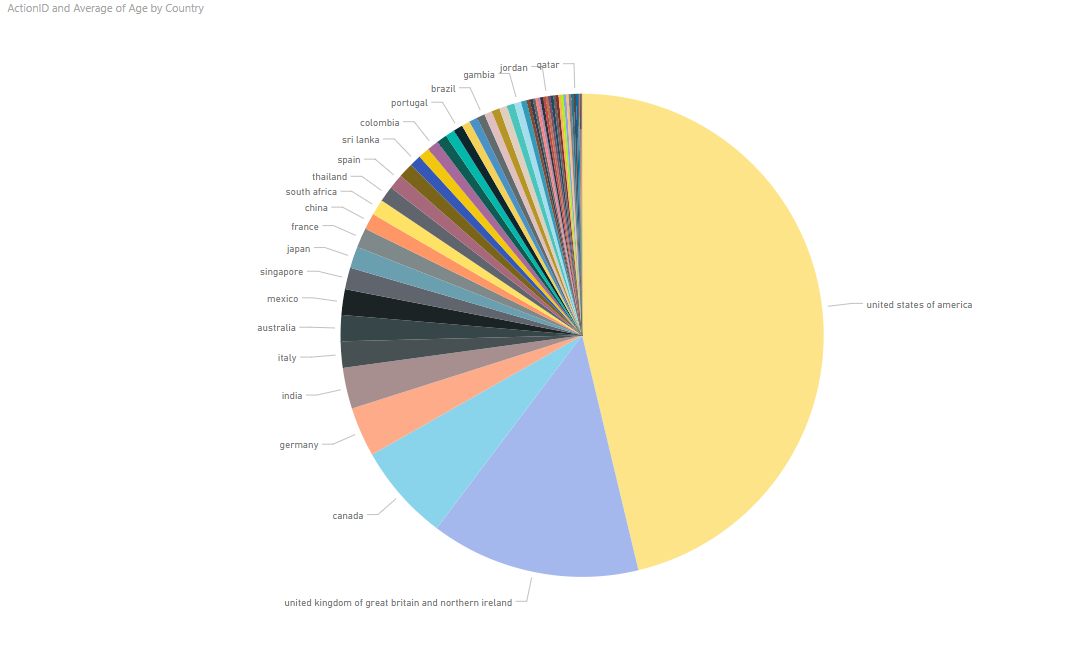 ActionID and Average of Age by Country
qatar
jordan
gambia
brazil
portugal
colombia
sri lanka
spain
thailand
south africa
china
france
japan
singapore
mexico
australia
italy
india
germany
canada
united kingdom of great britain and northern ireland
united states of america